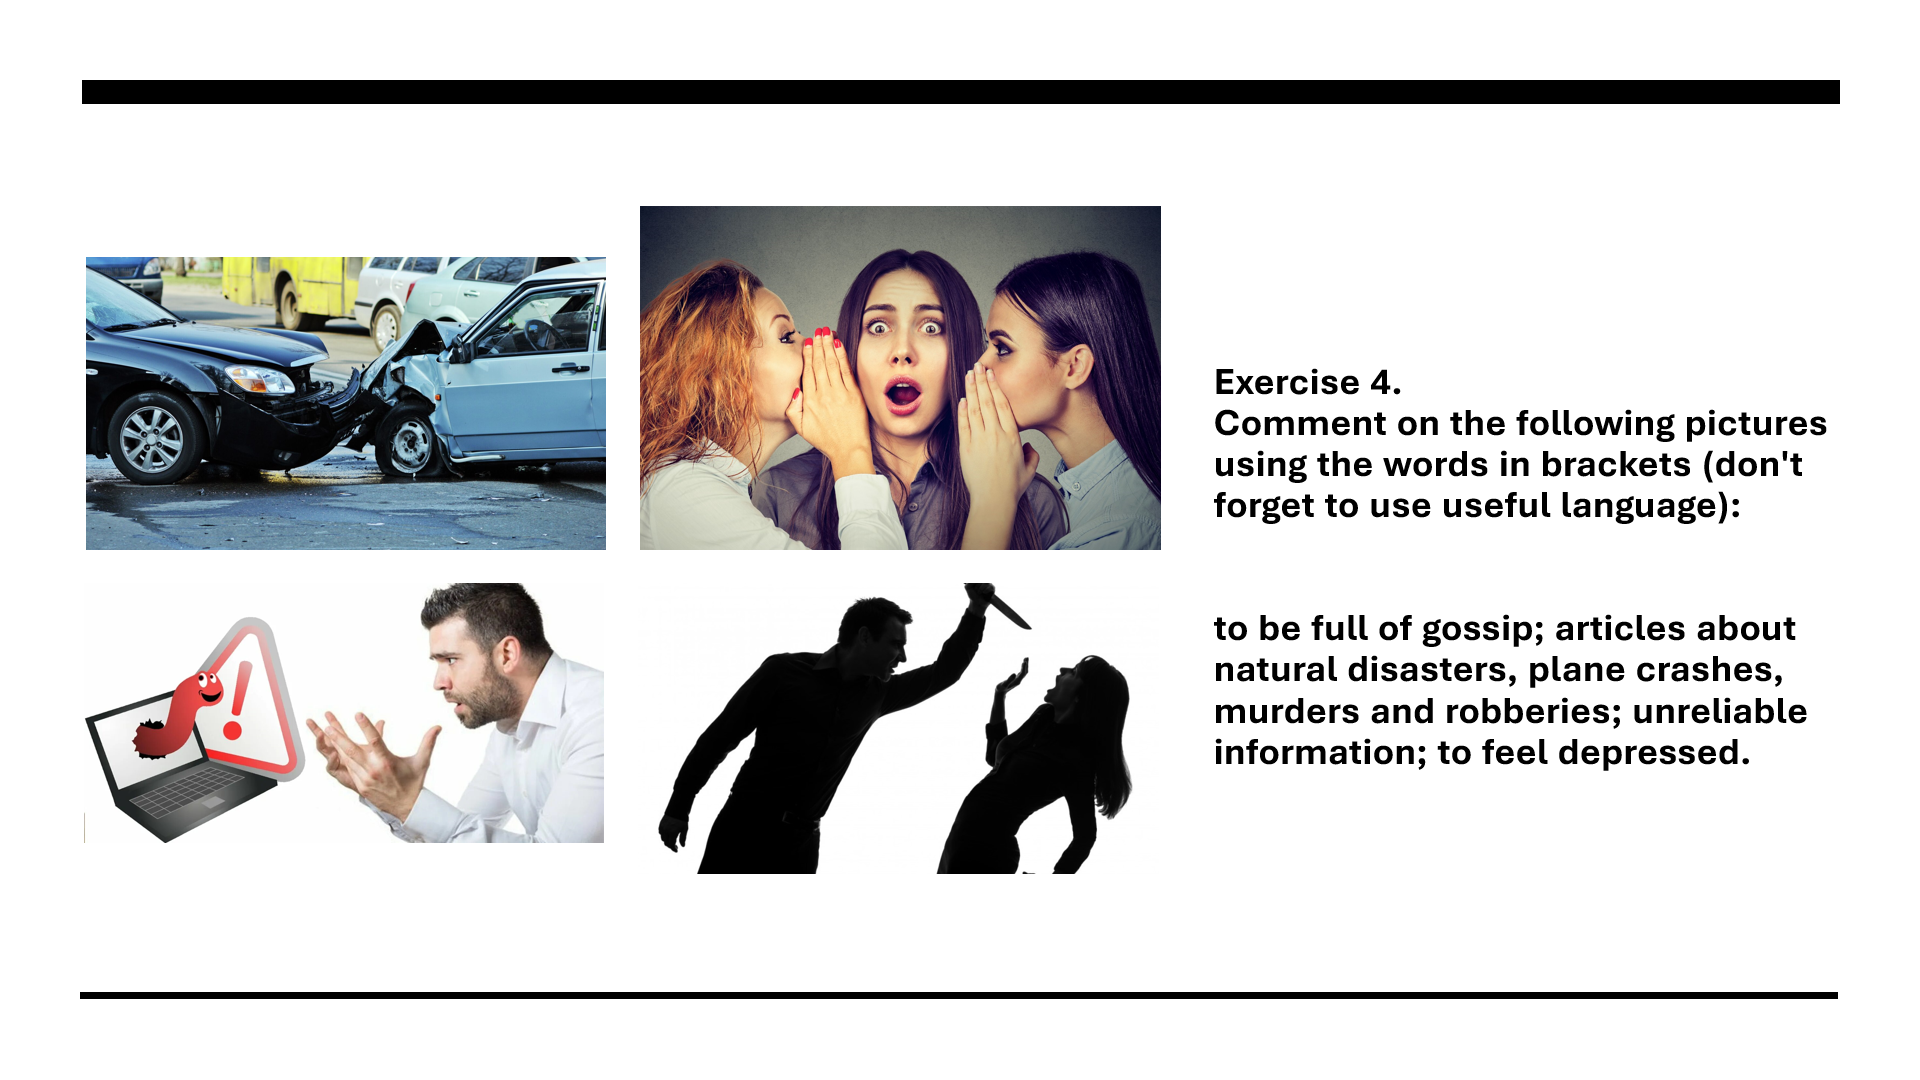 Exercise 4.
Comment on the following pictures
using the words in brackets (don't
forget to use useful language):
to be full of gossip; articles about
natural disasters, plane crashes,
murders and robberies; unreliable
information; to feel depressed.